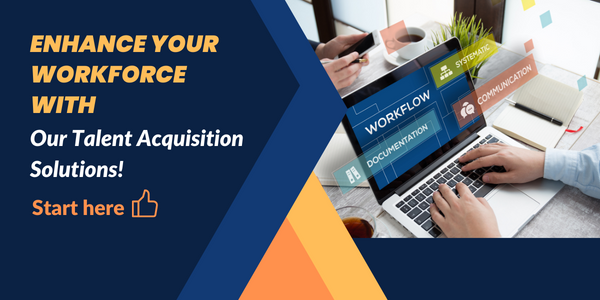 ENHANCE YOUR
WORKFORCE
WITH
Our Talent Acquisition
Solutions!
Start here
SYSTEMATIC
COMMUNICATION
WORKFLOW
DOCUMENTATION